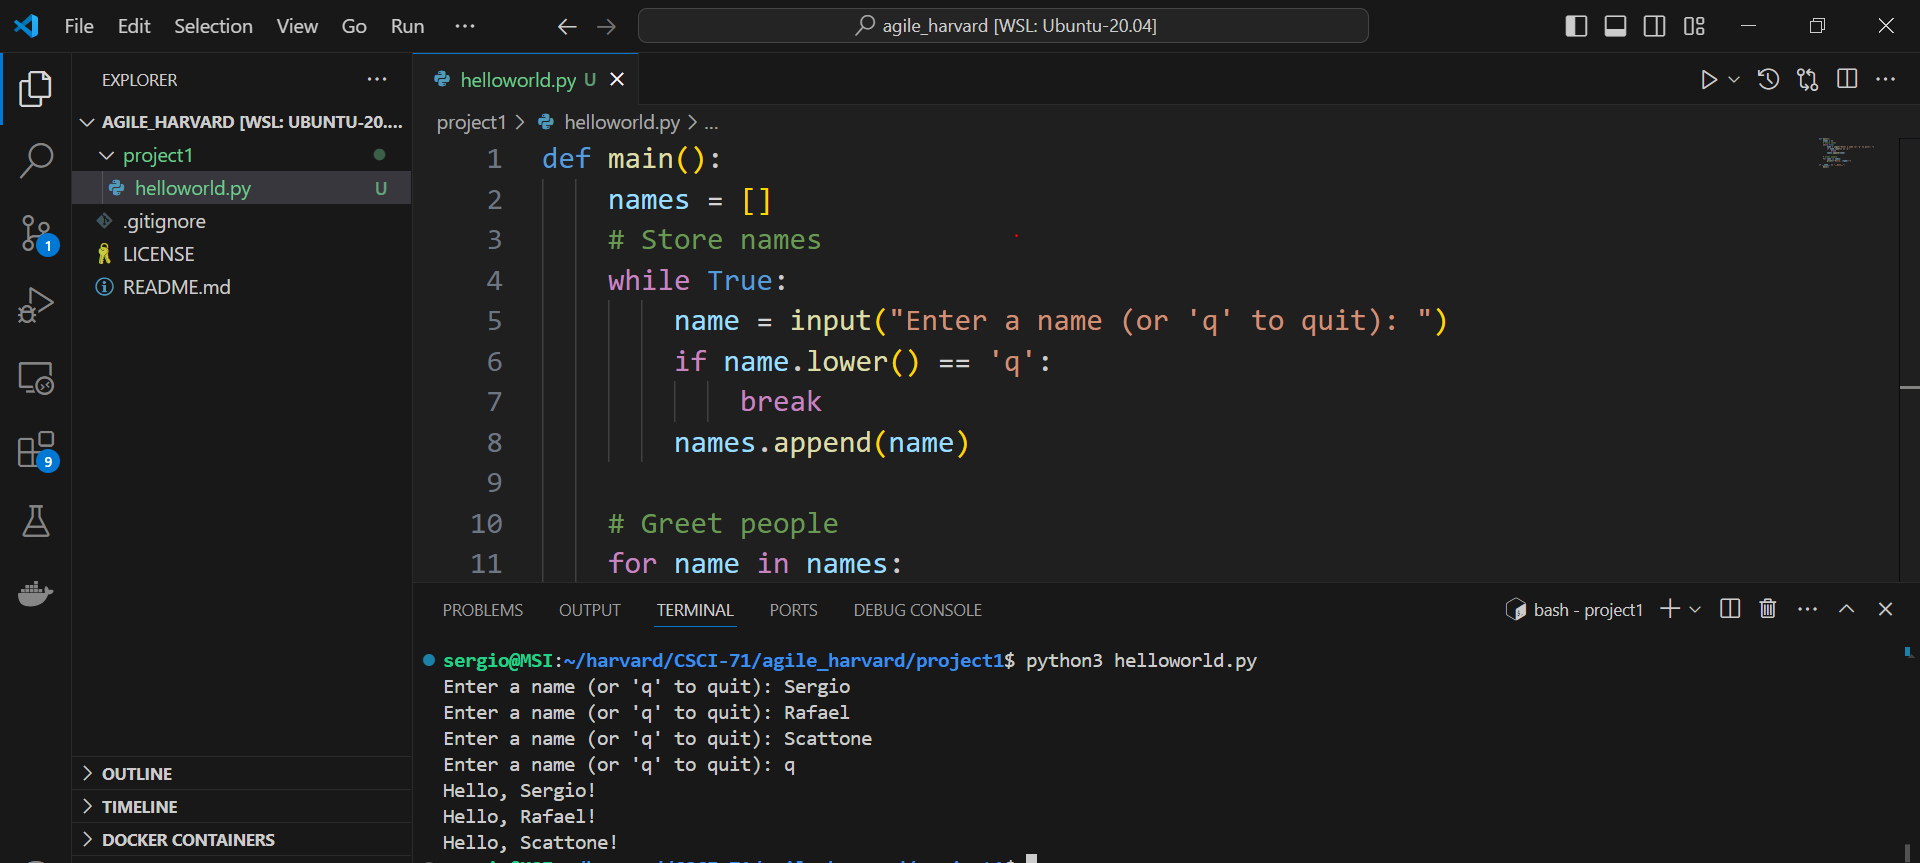 File Edit Selection View Go Run ···
agile_harvard [WSL: Ubuntu-20.04]
EXPLORER ···
AGILE_HARVARD [WSL: UBUNTU-20....
project1
helloworld.py U
.gitignore
LICENSE
README.md
1
9
OUTLINE
TIMELINE
DOCKER CONTAINERS
helloworld.py U
project1 > helloworld.py > ...
1 def main():
2 names = []
3 # Store names
4 while True:
5 name = input("Enter a name (or 'q' to quit): ")
6 if name.lower() == 'q':
7 break
8 names.append(name)
9
10 # Greet people
11 for name in names:
PROBLEMS OUTPUT TERMINAL PORTS DEBUG CONSOLE
bash - project1
sergio@MSI:~/harvard/CSCI-71/agile_harvard/project1$ python3 helloworld.py
Enter a name (or 'q' to quit): Sergio
Enter a name (or 'q' to quit): Rafael
Enter a name (or 'q' to quit): Scattone
Enter a name (or 'q' to quit): q
Hello, Sergio!
Hello, Rafael!
Hello, Scattone!